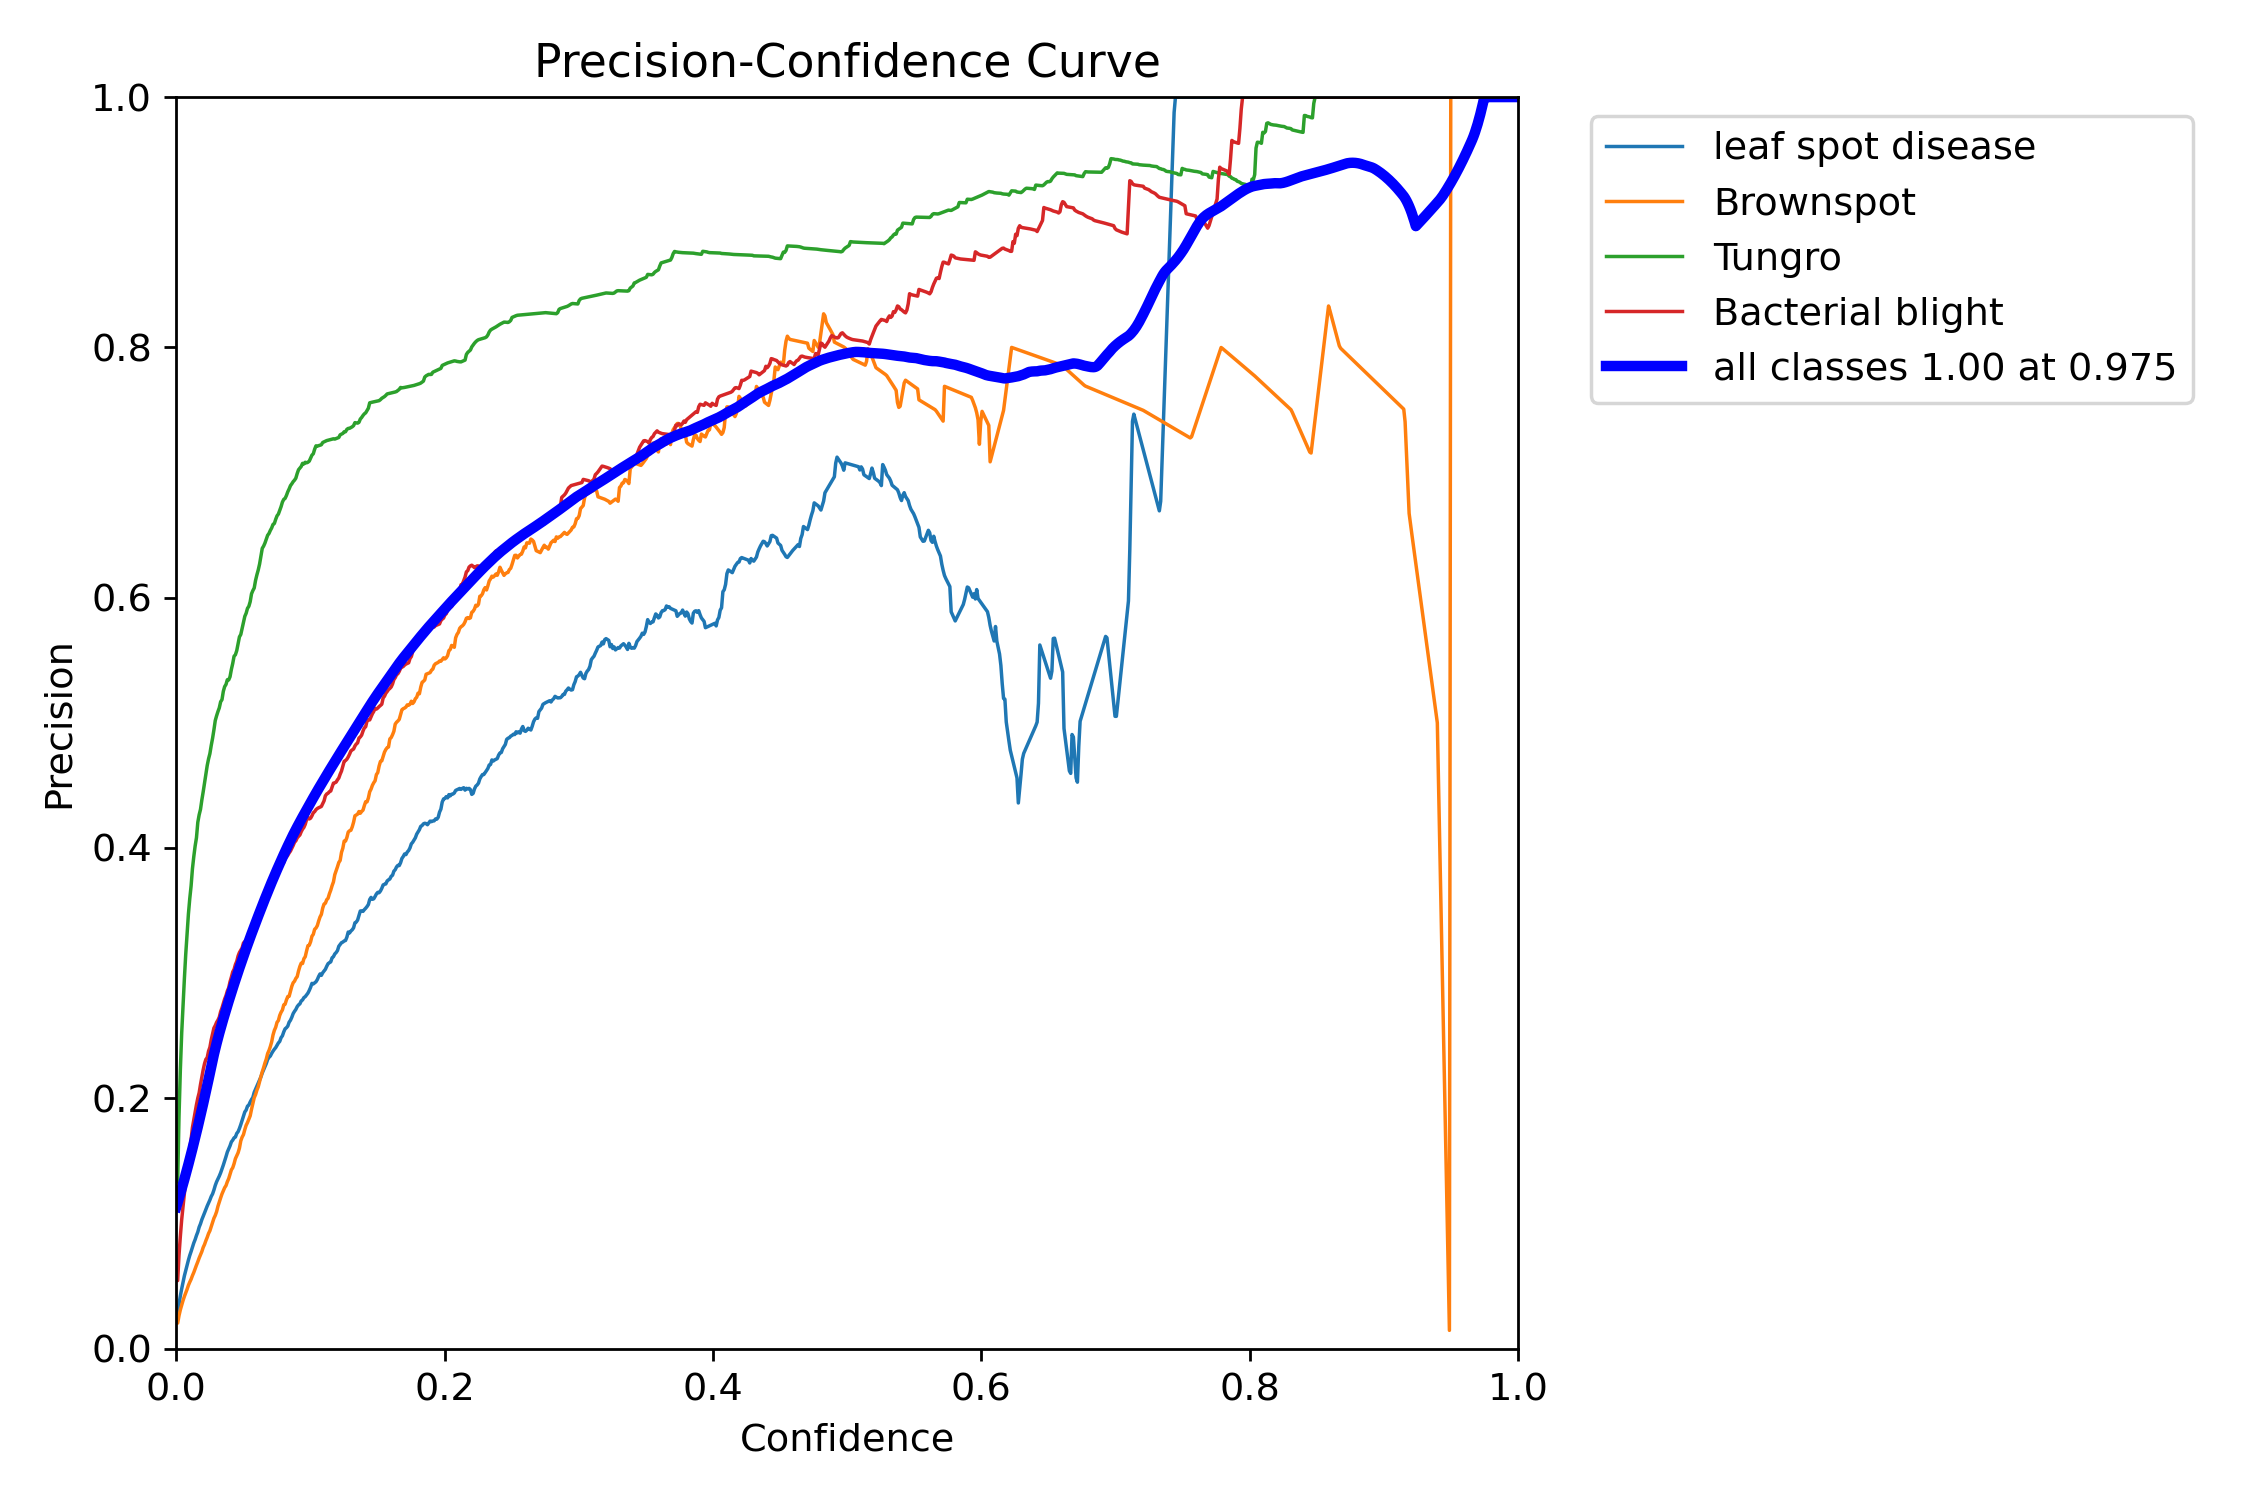 Precision-Confidence Curve
1.0
0.8
0.6
0.4
0.2
0.0
Precision
0.0 0.2 0.4 0.6 0.8 1.0
Confidence
leaf spot disease
Brownspot
Tungro
Bacterial blight
all classes 1.00 at 0.975